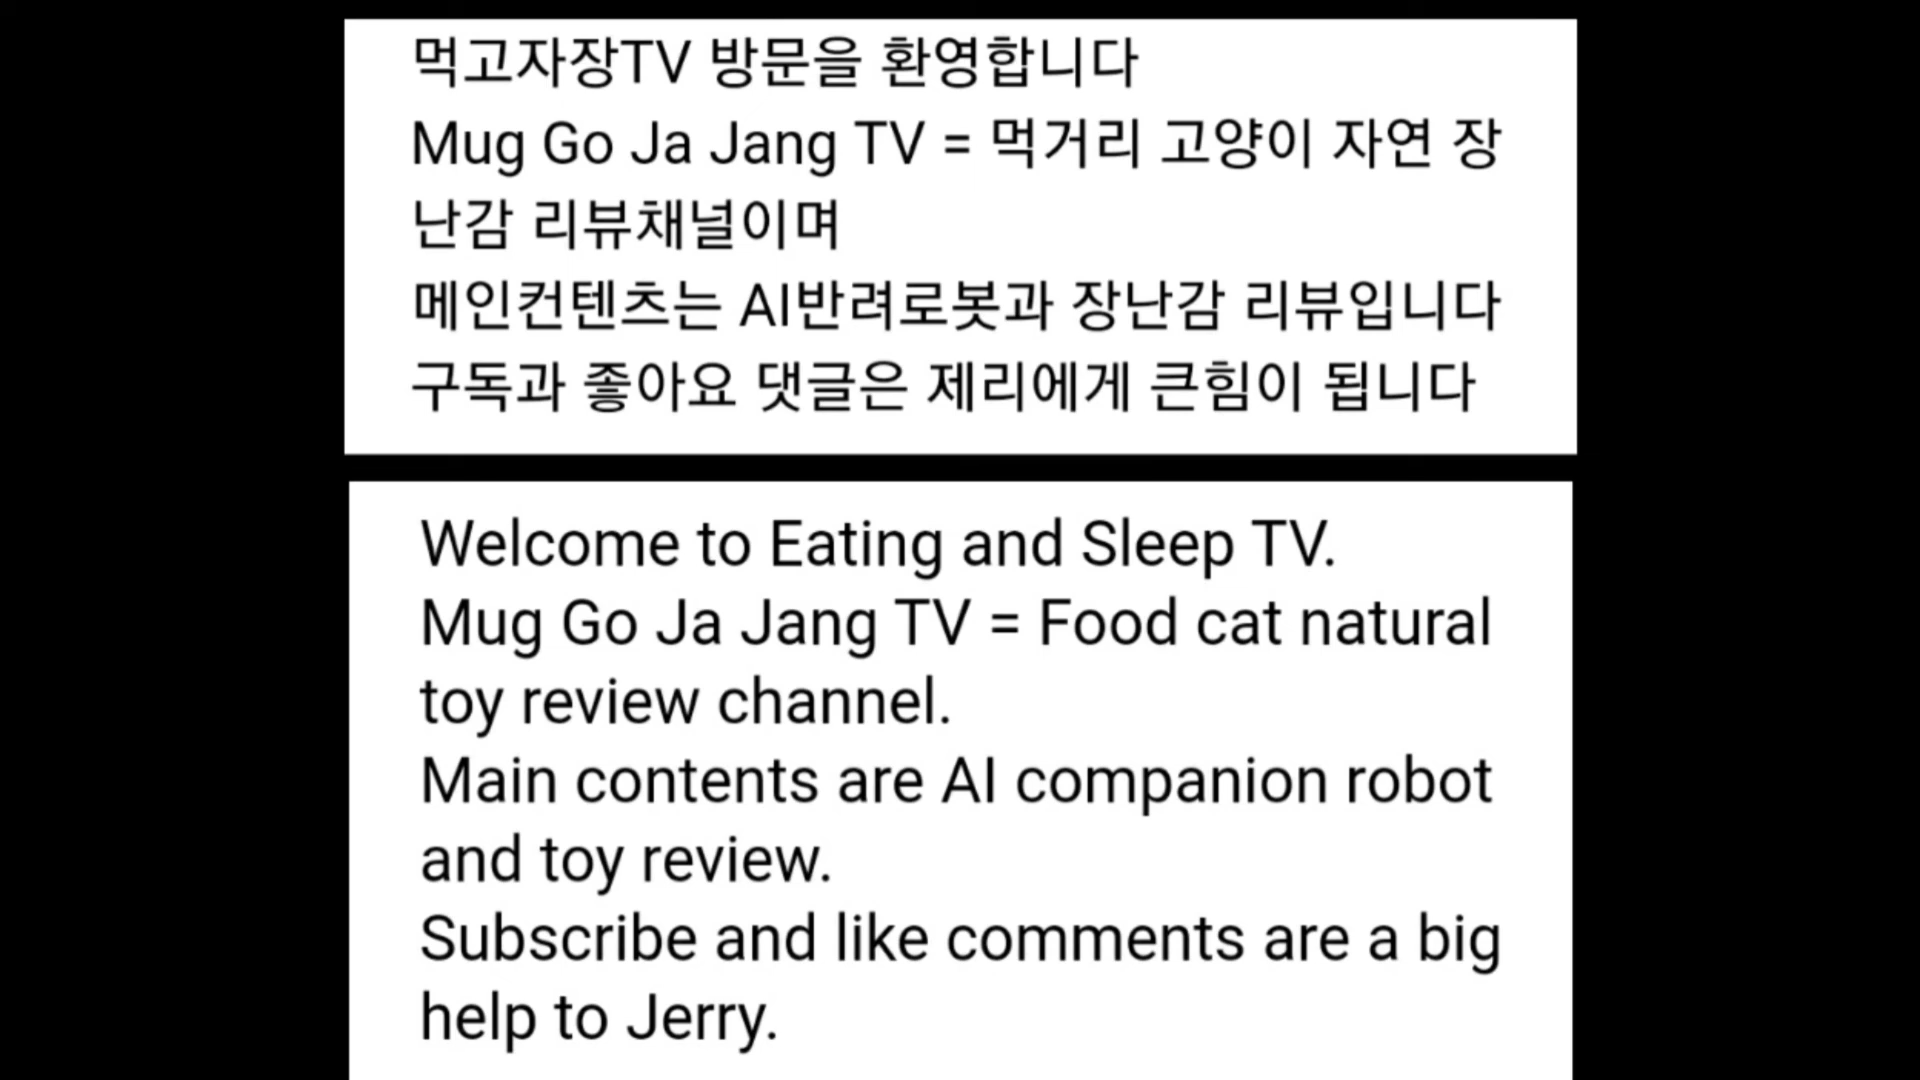 먹고자장TV 방문을 환영합니다
Mug Go Ja Jang TV = 먹거리 고양이 자연 장
난감 리뷰채널이며
메인컨텐츠는 AI반려로봇과 장난감 리뷰입니다
구독과 좋아요 댓글은 제리에게 큰힘이 됩니다
Welcome to Eating and Sleep TV.
Mug Go Ja Jang TV = Food cat natural
toy review channel.
Main contents are AI companion robot
and toy review.
Subscribe and like comments are a big
help to Jerry.